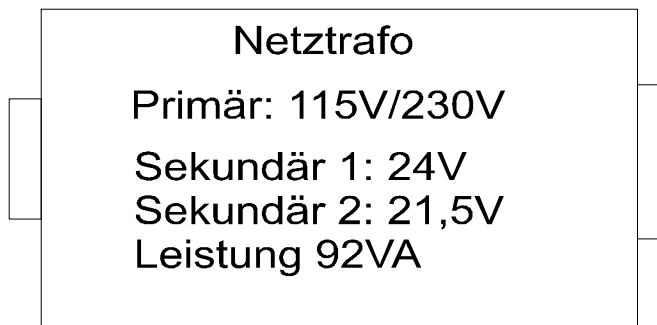 Netztrafo
Primär: 115V/230V
Sekundär 1: 24V
Sekundär 2: 21,5V
Leistung 92VA